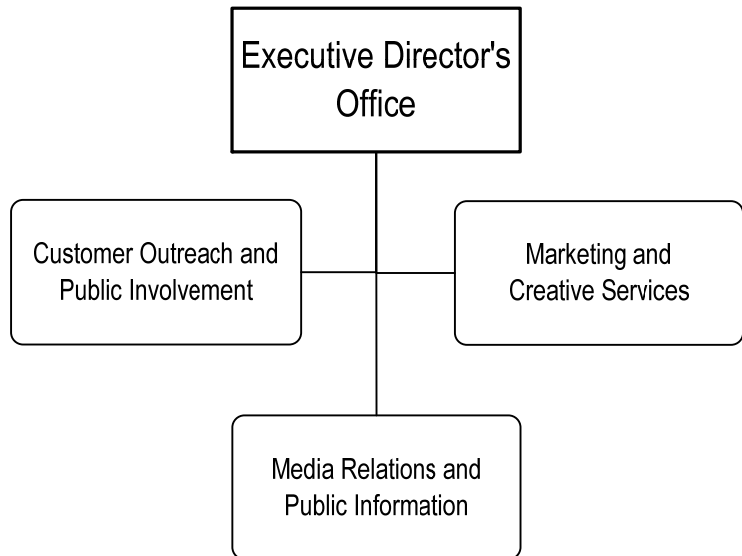 Executive Director's
Office
Customer Outreach and
Public Involvement
Marketing and
Creative Services
Media Relations and
Public Information